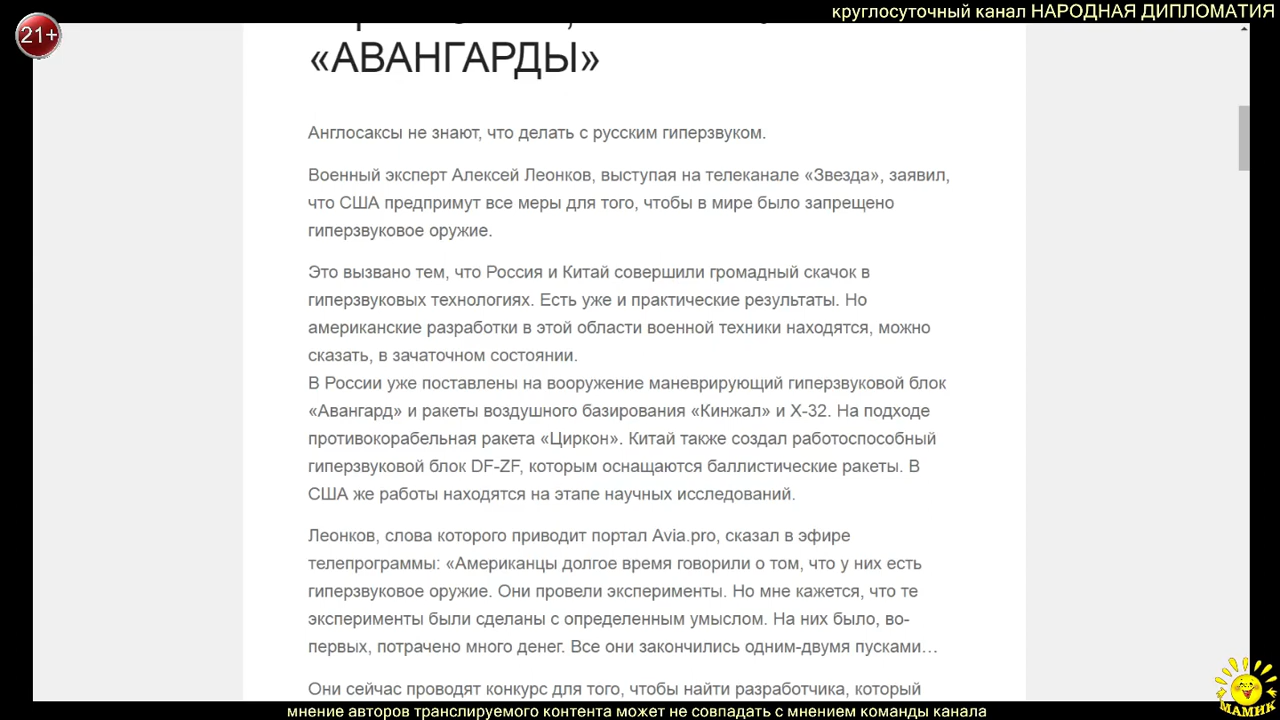 круглосуточный канал НАРОДНАЯ ДИПЛОМАТИЯ
21+
«АВАНГАРДЫ»
Англосаксы не знают, что делать с русским гиперзвуком.
Военный эксперт Алексей Леонков, выступая на телеканале «Звезда», заявил,
что США предпримут все меры для того, чтобы в мире было запрещено
гиперзвуковое оружие.
Это вызвано тем, что Россия и Китай совершили громадный скачок в
гиперзвуковых технологиях. Есть уже и практические результаты. Но
американские разработки в этой области военной техники находятся, можно
сказать, в зачаточном состоянии.
В России уже поставлены на вооружение маневрирующий гиперзвуковой блок
«Авангард» и ракеты воздушного базирования «Кинжал» и Х-32. На подходе
противокорабельная ракета «Циркон». Китай также создал работоспособный
гиперзвуковой блок DF-ZF, которым оснащаются баллистические ракеты. В
США же работы находятся на этапе научных исследований.
Леонков, слова которого приводит портал Avia.pro, сказал в эфире
телепрограммы: «Американцы долгое время говорили о том, что у них есть
гиперзвуковое оружие. Они провели эксперименты. Но мне кажется, что те
эксперименты были сделаны с определенным умыслом. На них было, во-
первых, потрачено много денег. Все они закончились одним-двумя пусками…
Они сейчас проводят конкурс для того, чтобы найти разработчика, который
МАМИК
мнение авторов транслируемого контента может не совпадать с мнением команды канала